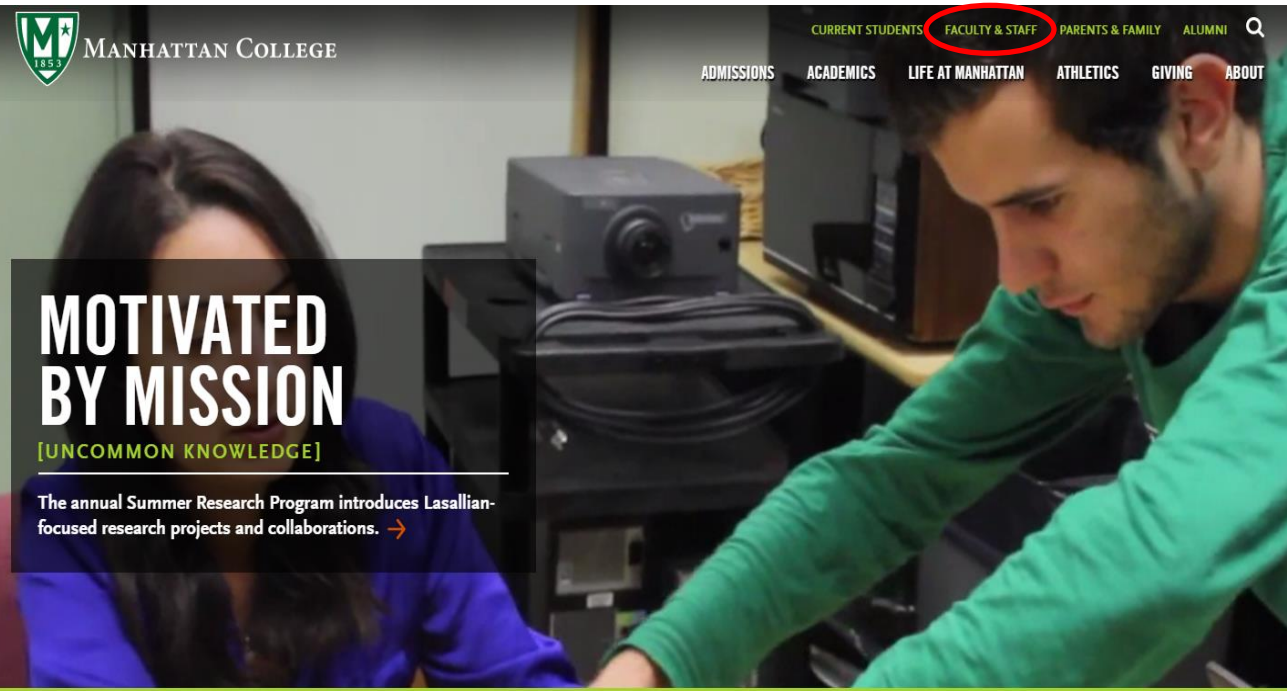 CURRENT STUDENTS FACULTY & STAFF PARENTS & FAMILY ALUMNI
M
1853
MANHATTAN COLLEGE
ADMISSIONS ACADEMICS LIFE AT MANHATTAN ATHLETICS GIVING ABOUT
MOTIVATED
BY MISSION
[UNCOMMON KNOWLEDGE]
The annual Summer Research Program introduces Lasallian-
focused research projects and collaborations. →